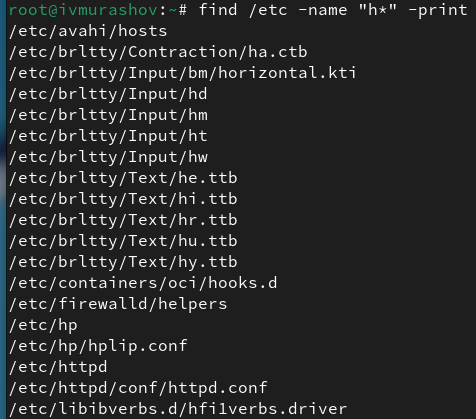 root@ivmurashov:~# find /etc -name "h*" -print
/etc/avahi/hosts
/etc/brltty/Contraction/ha.ctb
/etc/brltty/Input/bm/horizontal.kti
/etc/brltty/Input/hd
/etc/brltty/Input/hm
/etc/brltty/Input/ht
/etc/brltty/Input/hw
/etc/brltty/Text/he.ttb
/etc/brltty/Text/hi.ttb
/etc/brltty/Text/hr.ttb
/etc/brltty/Text/hu.ttb
/etc/brltty/Text/hy.ttb
/etc/containers/oci/hooks.d
/etc/firewalld/helpers
/etc/hp
/etc/hp/hplip.conf
/etc/httpd
/etc/httpd/conf/httpd.conf
/etc/libibverbs.d/hfi1verbs.driver